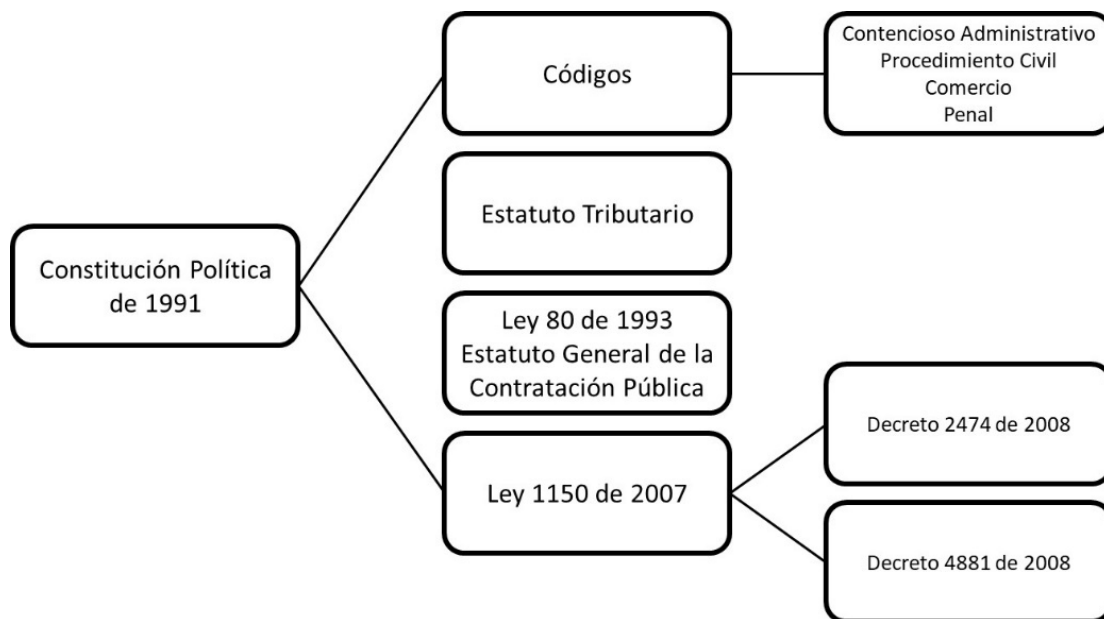 Constitución Política
de 1991
Códigos
Contencioso Administrativo
Procedimiento Civil
Comercio
Penal
Estatuto Tributario
Ley 80 de 1993
Estatuto General de la
Contratación Pública
Ley 1150 de 2007
Decreto 2474 de 2008
Decreto 4881 de 2008